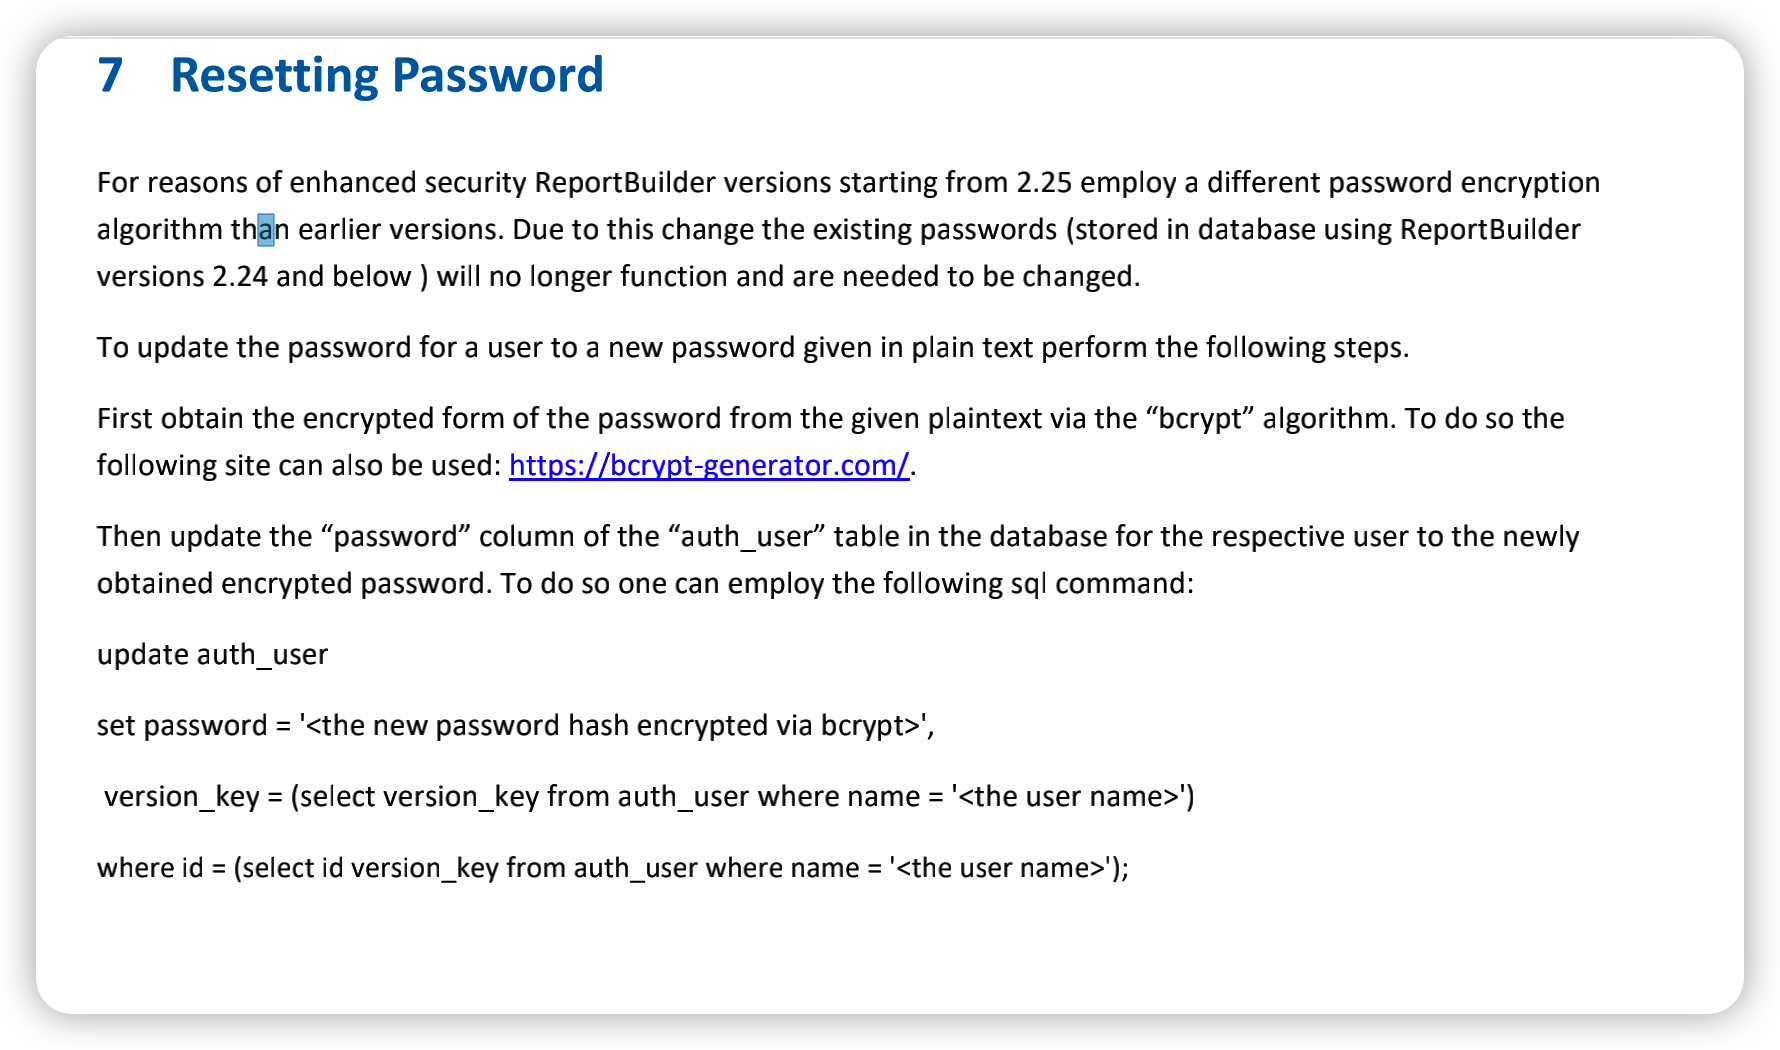 7 Resetting Password
For reasons of enhanced security ReportBuilder versions starting from 2.25 employ a different password encryption
algorithm than earlier versions. Due to this change the existing passwords (stored in database using ReportBuilder
versions 2.24 and below ) will no longer function and are needed to be changed.
To update the password for a user to a new password given in plain text perform the following steps.
First obtain the encrypted form of the password from the given plaintext via the “bcrypt” algorithm. To do so the
following site can also be used: https://bcrypt-generator.com/.
Then update the “password” column of the “auth_user” table in the database for the respective user to the newly
obtained encrypted password. To do so one can employ the following sql command:
update auth_user
set password = '<the new password hash encrypted via bcrypt>',
version_key = (select version_key from auth_user where name = '<the user name>')
where id = (select id version_key from auth_user where name = '<the user name>');